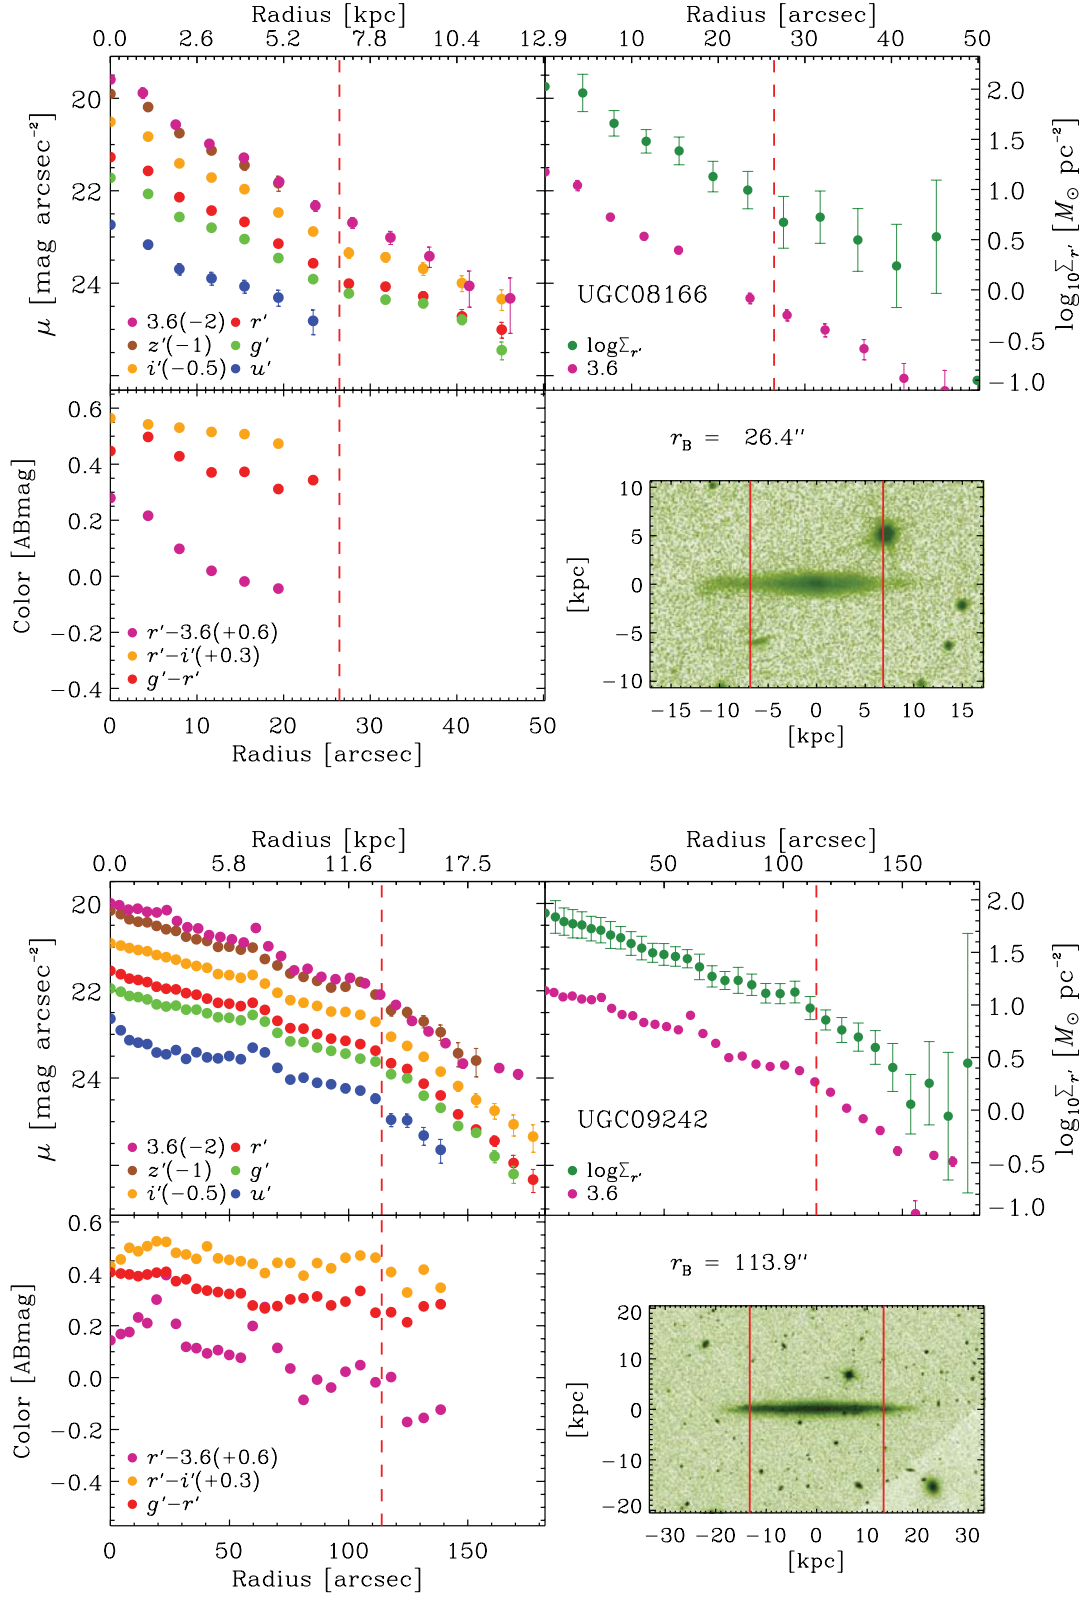 Radius [kpc] Radius [arcsec]
0.0 2.6 5.2 7.8 10.4 12.9 10 20 30 40 50
20
22
24
μ [mag arcsec⁻²]
3.6(−2) r′
z′(−1) g′
i′(−0.5) u′
UGC08166
logΣr′
3.6
2.0
1.5
1.0
0.5
0.0
−0.5
−1.0
log₁₀Σr′ [M⊙ pc⁻²]
0.6
0.4
0.2
0.0
−0.2
−0.4
Color [ABmag]
r′−3.6(+0.6)
r′−i′(+0.3)
g′−r′
0 10 20 30 40 50
Radius [arcsec]
rB = 26.4″
10
5
0
−5
−10
[kpc]
−15 −10 −5 0 5 10 15
[kpc]
Radius [kpc] Radius [arcsec]
0.0 5.8 11.6 17.5 50 100 150
20
22
24
μ [mag arcsec⁻²]
3.6(−2) r′
z′(−1) g′
i′(−0.5) u′
UGC09242
logΣr′
3.6
2.0
1.5
1.0
0.5
0.0
−0.5
−1.0
log₁₀Σr′ [M⊙ pc⁻²]
0.6
0.4
0.2
0.0
−0.2
−0.4
Color [ABmag]
r′−3.6(+0.6)
r′−i′(+0.3)
g′−r′
0 50 100 150
Radius [arcsec]
rB = 113.9″
20
10
0
−10
−20
[kpc]
−30 −20 −10 0 10 20 30
[kpc]